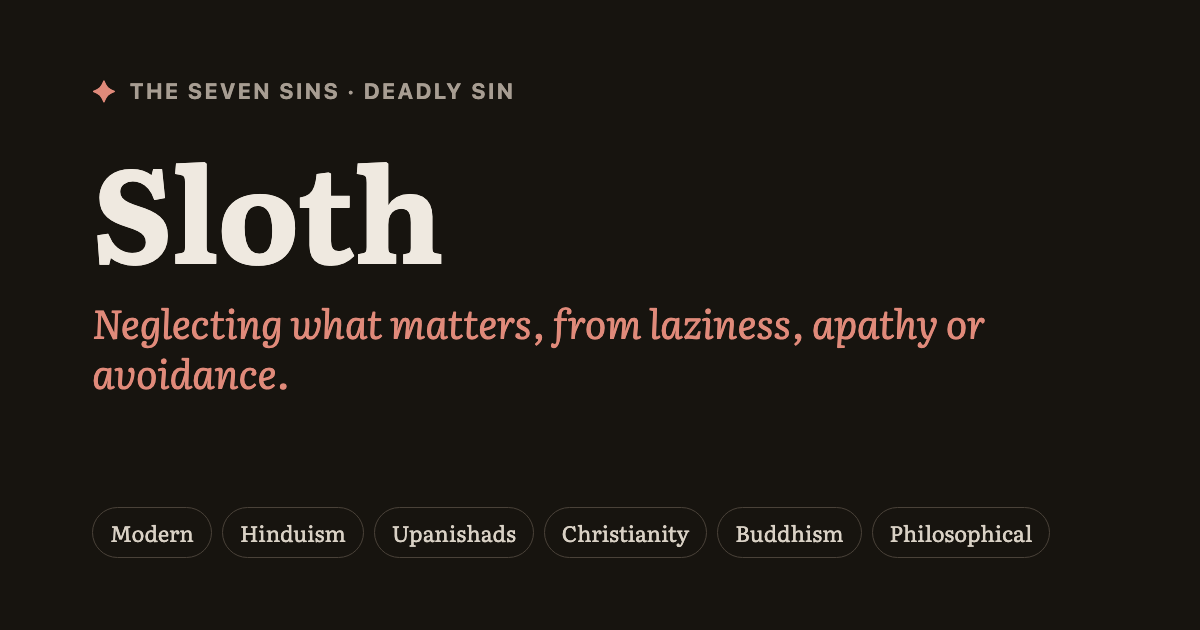 THE SEVEN SINS · DEADLY SIN
Sloth
Neglecting what matters, from laziness, apathy or
avoidance.
Modern Hinduism Upanishads Christianity Buddhism Philosophical